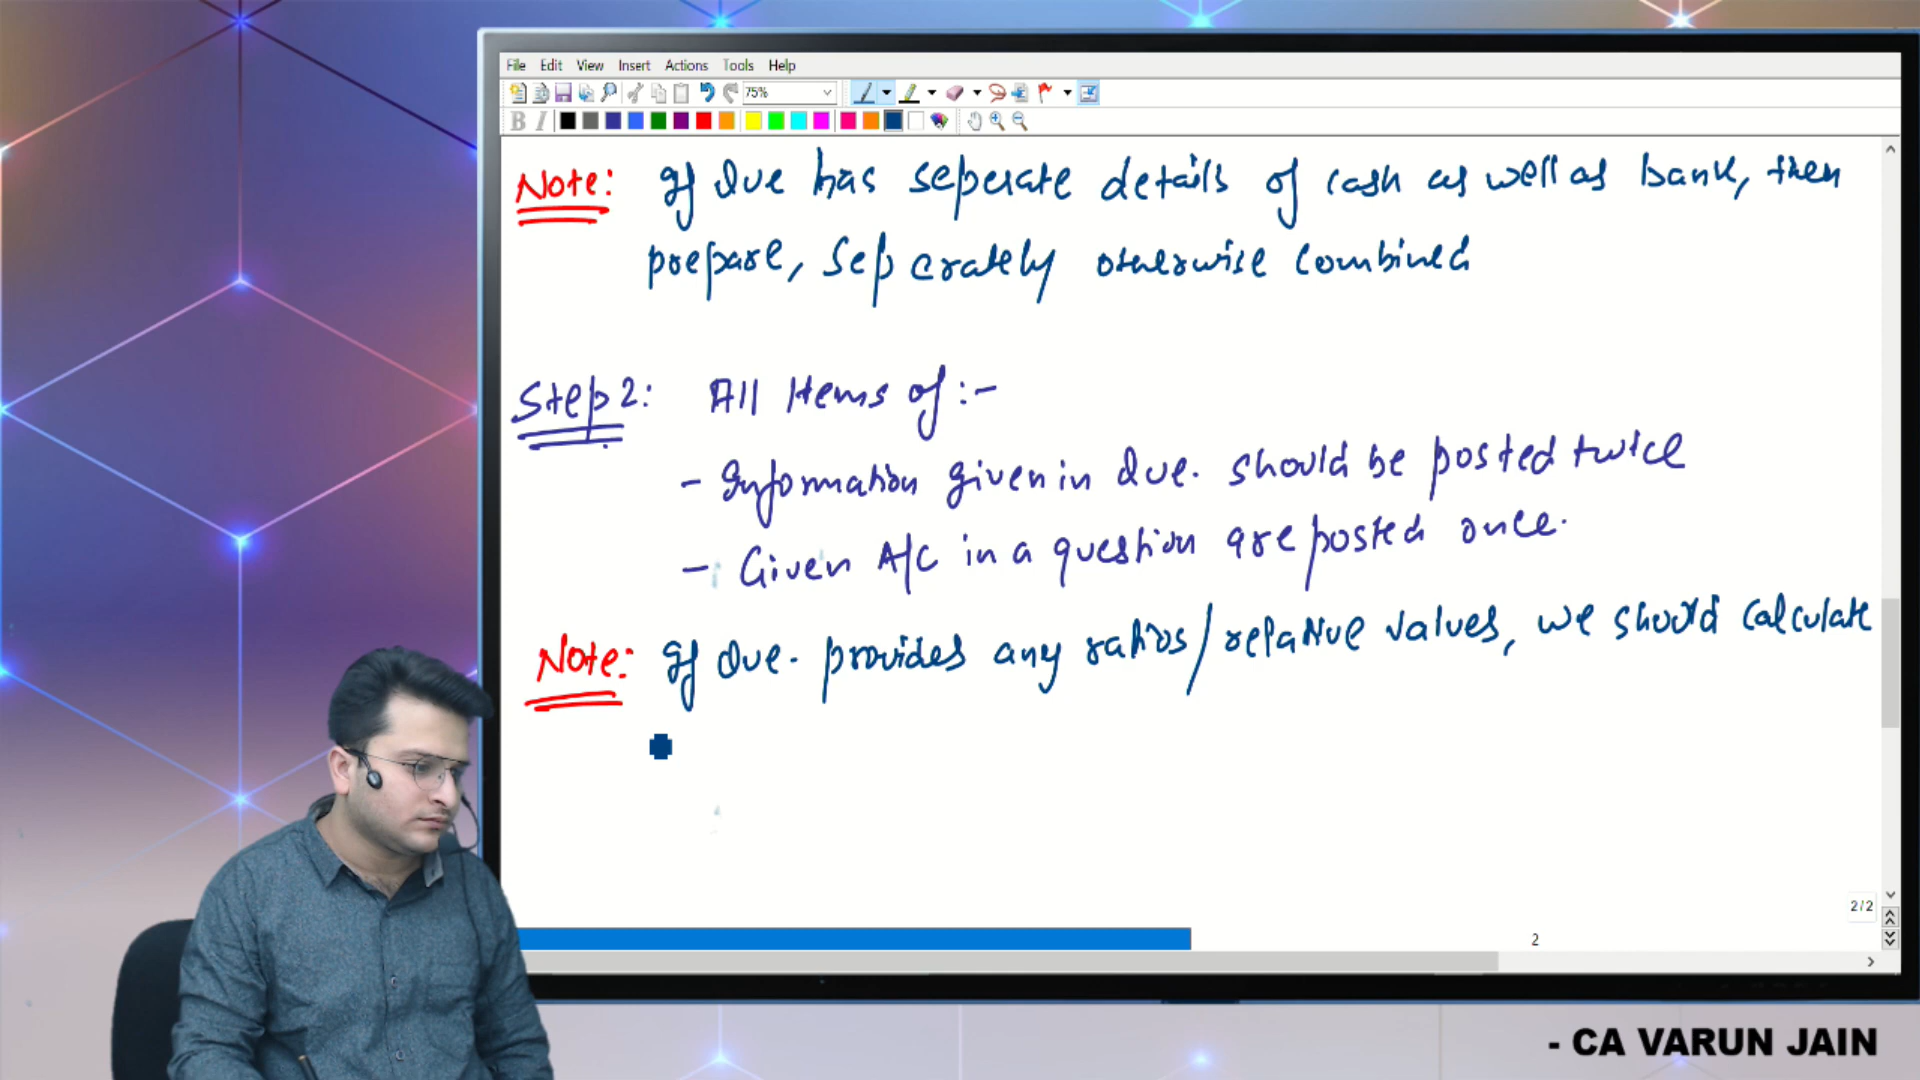 File Edit View Insert Actions Tools Help
75%
B I
Note: If Que has seperate details of cash as well as bank, then
prepare, Seperately otherwise combined
Step 2: All Items of :-
- Information given in Que. should be posted twice
- Given A/c in a question are posted once.
Note: If Que. provides any ratios/relative values, we should calculate
2/2
2
- CA VARUN JAIN